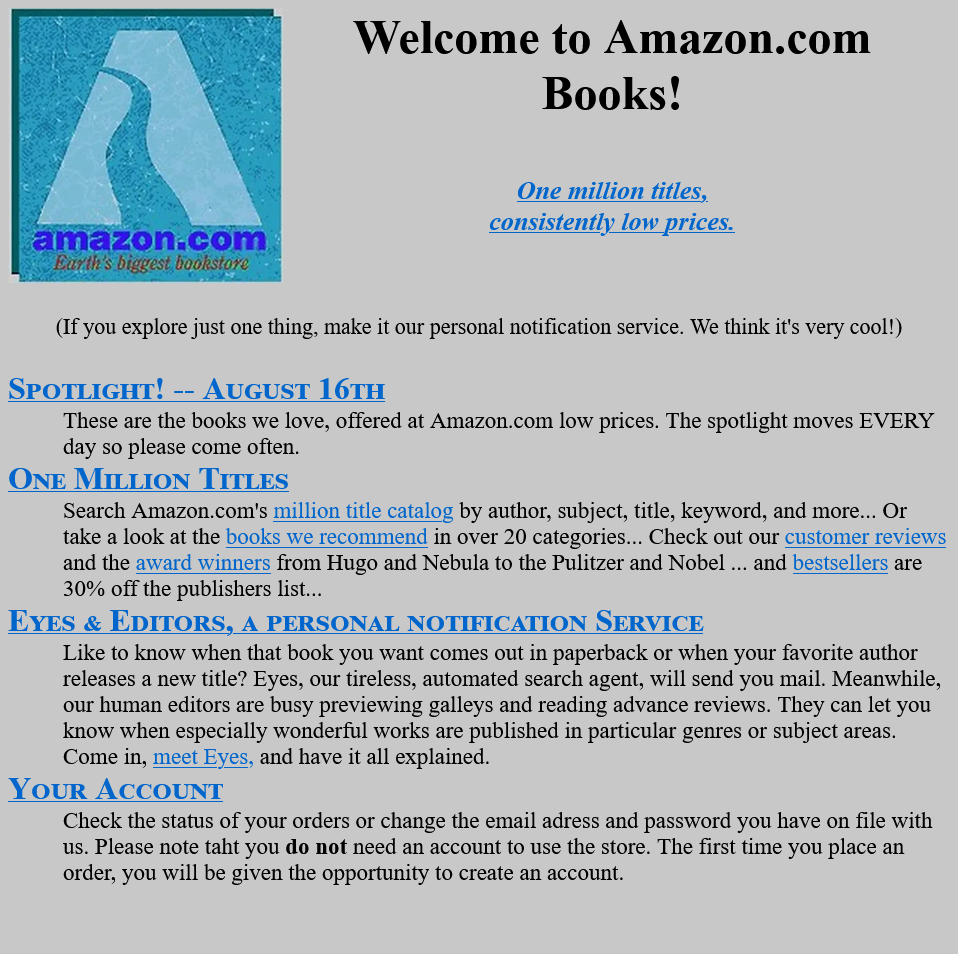 amazon.com
Earth's biggest bookstore
Welcome to Amazon.com
Books!
One million titles,
consistently low prices.
(If you explore just one thing, make it our personal notification service. We think it's very cool!)
Spotlight! -- August 16th
These are the books we love, offered at Amazon.com low prices. The spotlight moves EVERY
day so please come often.
One Million Titles
Search Amazon.com's million title catalog by author, subject, title, keyword, and more... Or
take a look at the books we recommend in over 20 categories... Check out our customer reviews
and the award winners from Hugo and Nebula to the Pulitzer and Nobel ... and bestsellers are
30% off the publishers list...
Eyes & Editors, a personal notification Service
Like to know when that book you want comes out in paperback or when your favorite author
releases a new title? Eyes, our tireless, automated search agent, will send you mail. Meanwhile,
our human editors are busy previewing galleys and reading advance reviews. They can let you
know when especially wonderful works are published in particular genres or subject areas.
Come in, meet Eyes, and have it all explained.
Your Account
Check the status of your orders or change the email adress and password you have on file with
us. Please note taht you do not need an account to use the store. The first time you place an
order, you will be given the opportunity to create an account.